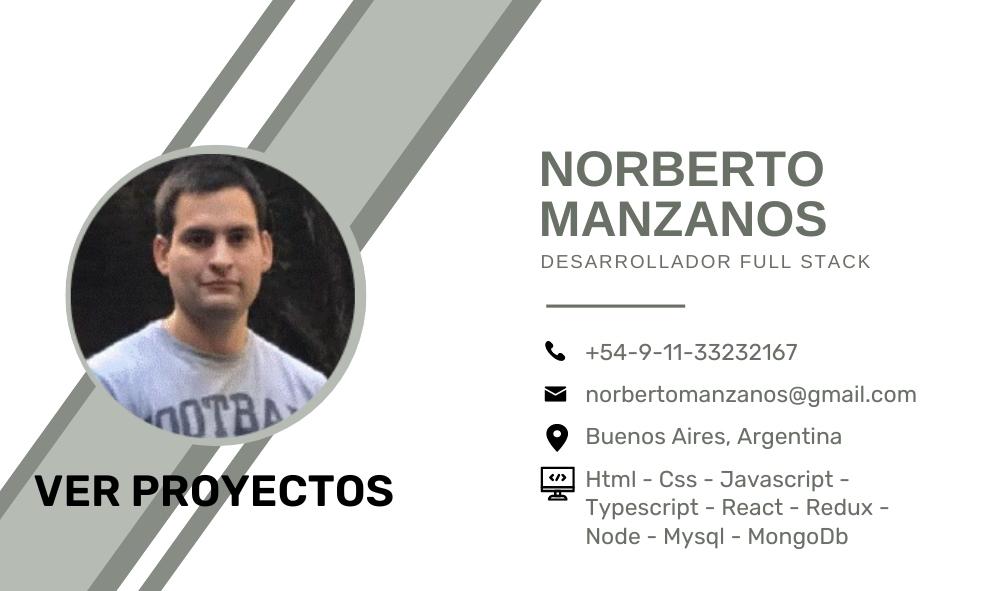 NORBERTO
MANZANOS
DESARROLLADOR FULL STACK
+54-9-11-33232167
norbertomanzanos@gmail.com
Buenos Aires, Argentina
Html - Css - Javascript -
Typescript - React - Redux -
Node - Mysql - MongoDb
VER PROYECTOS